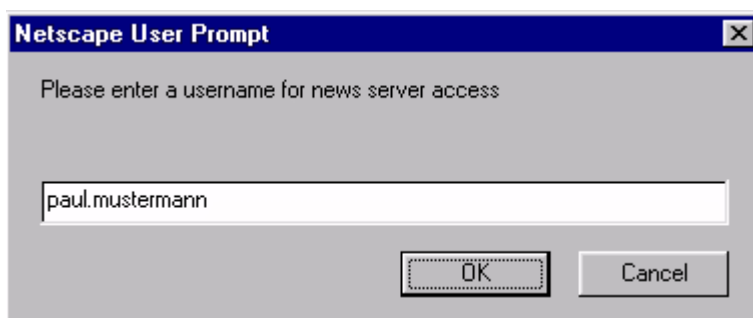 Netscape User Prompt
Please enter a username for news server access
paul.mustermann
OK Cancel